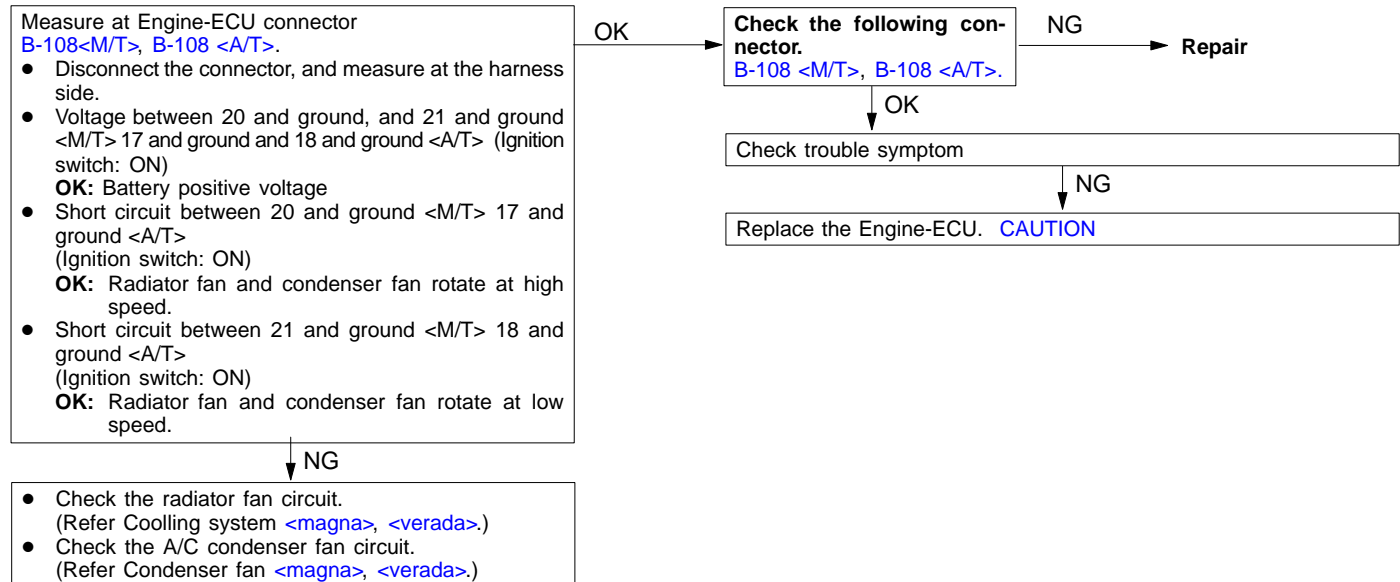 Measure at Engine-ECU connector
B-108<M/T>, B-108 <A/T>.
● Disconnect the connector, and measure at the harness
side.
● Voltage between 20 and ground, and 21 and ground
<M/T> 17 and ground and 18 and ground <A/T> (Ignition
switch: ON)
OK: Battery positive voltage
● Short circuit between 20 and ground <M/T> 17 and
ground <A/T>
(Ignition switch: ON)
OK: Radiator fan and condenser fan rotate at high
speed.
● Short circuit between 21 and ground <M/T> 18 and
ground <A/T>
(Ignition switch: ON)
OK: Radiator fan and condenser fan rotate at low
speed.
OK
Check the following con-
nector.
B-108 <M/T>, B-108 <A/T>.
NG
Repair
OK
Check trouble symptom
NG
Replace the Engine-ECU. CAUTION
NG
● Check the radiator fan circuit.
(Refer Coolling system <magna>, <verada>.)
● Check the A/C condenser fan circuit.
(Refer Condenser fan <magna>, <verada>.)